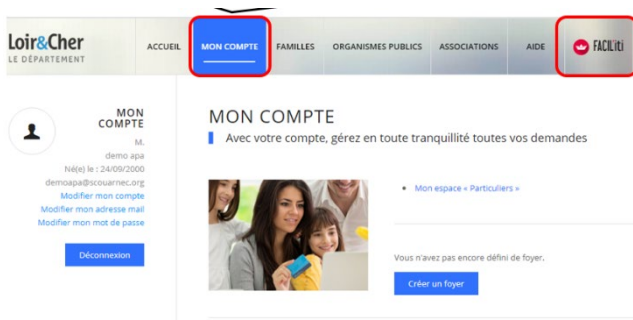 Loir&Cher
LE DÉPARTEMENT
ACCUEIL
MON COMPTE
FAMILLES
ORGANISMES PUBLICS
ASSOCIATIONS
AIDE
FACIL'iti
MON
COMPTE
M.
demo apa
Né(e) le : 24/09/2000
demoapa@scouarnec.org
Modifier mon compte
Modifier mon adresse mail
Modifier mon mot de passe
Déconnexion
MON COMPTE
Avec votre compte, gérez en toute tranquillité toutes vos demandes
Mon espace « Particuliers »
Vous n'avez pas encore défini de foyer.
Créer un foyer